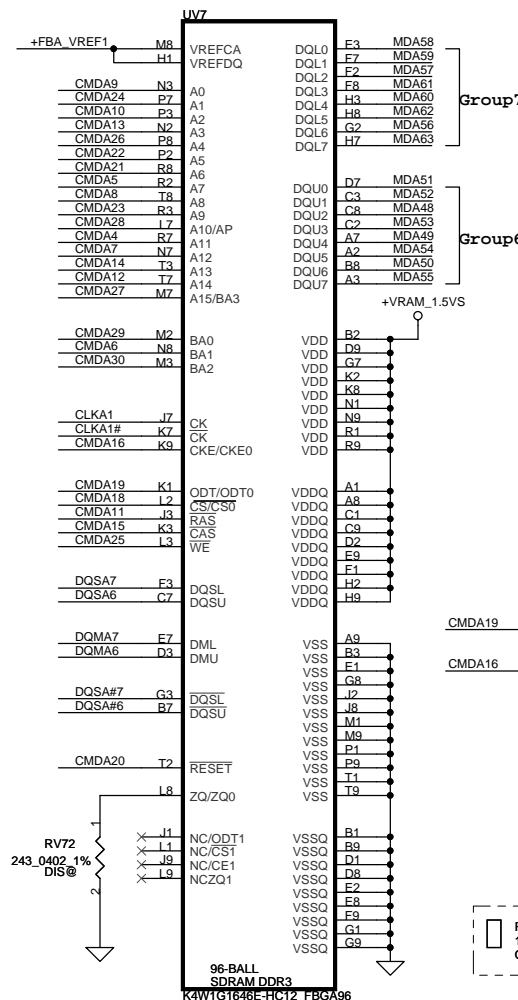 UV7
+FBA_VREF1 M8 VREFCA DQL0 E3 MDA58
H1 VREFDQ DQL1 F7 MDA59
DQL2 F2 MDA57
CMDA9 N3 A0 DQL3 F8 MDA61
CMDA24 P7 A1 DQL4 H3 MDA60
CMDA10 P3 A2 DQL5 H8 MDA62
CMDA13 N2 A3 DQL6 G2 MDA56
CMDA26 P8 A4 DQL7 H7 MDA63
Group7
CMDA22 P2 A5
CMDA21 R8 A6
CMDA5 R2 A7 DQU0 D7 MDA51
CMDA8 T8 A8 DQU1 C3 MDA52
CMDA23 R3 A9 DQU2 C8 MDA48
CMDA28 L7 A10/AP DQU3 C2 MDA53
CMDA4 R7 A11 DQU4 A7 MDA49
CMDA7 N7 A12 DQU5 A2 MDA54
CMDA14 T3 A13 DQU6 B8 MDA50
CMDA12 T7 A14 DQU7 A3 MDA55
Group6
CMDA27 M7 A15/BA3
+VRAM_1.5VS
CMDA29 M2 BA0 VDD B2
CMDA6 N8 BA1 VDD D9
CMDA30 M3 BA2 VDD G7
VDD K2
VDD K8
VDD N1
CLKA1 J7 CK VDD N9
CLKA1# K7 CK VDD R1
CMDA16 K9 CKE/CKE0 VDD R9
CMDA19 K1 ODT/ODT0 VDDQ A1
CMDA18 L2 CS/CS0 VDDQ A8
CMDA11 J3 RAS VDDQ C1
CMDA15 K3 CAS VDDQ C9
CMDA25 L3 WE VDDQ D2
VDDQ E9
VDDQ F1
DQSA7 F3 DQSL VDDQ H2
DQSA6 C7 DQSU VDDQ H9
CMDA19
DQMA7 E7 DML VSS A9
DQMA6 D3 DMU VSS B3
VSS E1
CMDA16
VSS G8
DQSA#7 G3 DQSL VSS J2
DQSA#6 B7 DQSU VSS J8
VSS M1
VSS M9
VSS P1
CMDA20 T2 RESET VSS P9
VSS T1
L8 ZQ/ZQ0 VSS T9
1
RV72
243_0402_1%
DIS@
2
J1 NC/ODT1 VSSQ B1
L1 NC/CS1 VSSQ B9
J9 NC/CE1 VSSQ D1
L9 NCZQ1 VSSQ D8
VSSQ E2
VSSQ E8
VSSQ F9
VSSQ G1
VSSQ G9
96-BALL
SDRAM DDR3
K4W1G1646E-HC12_FBGA96